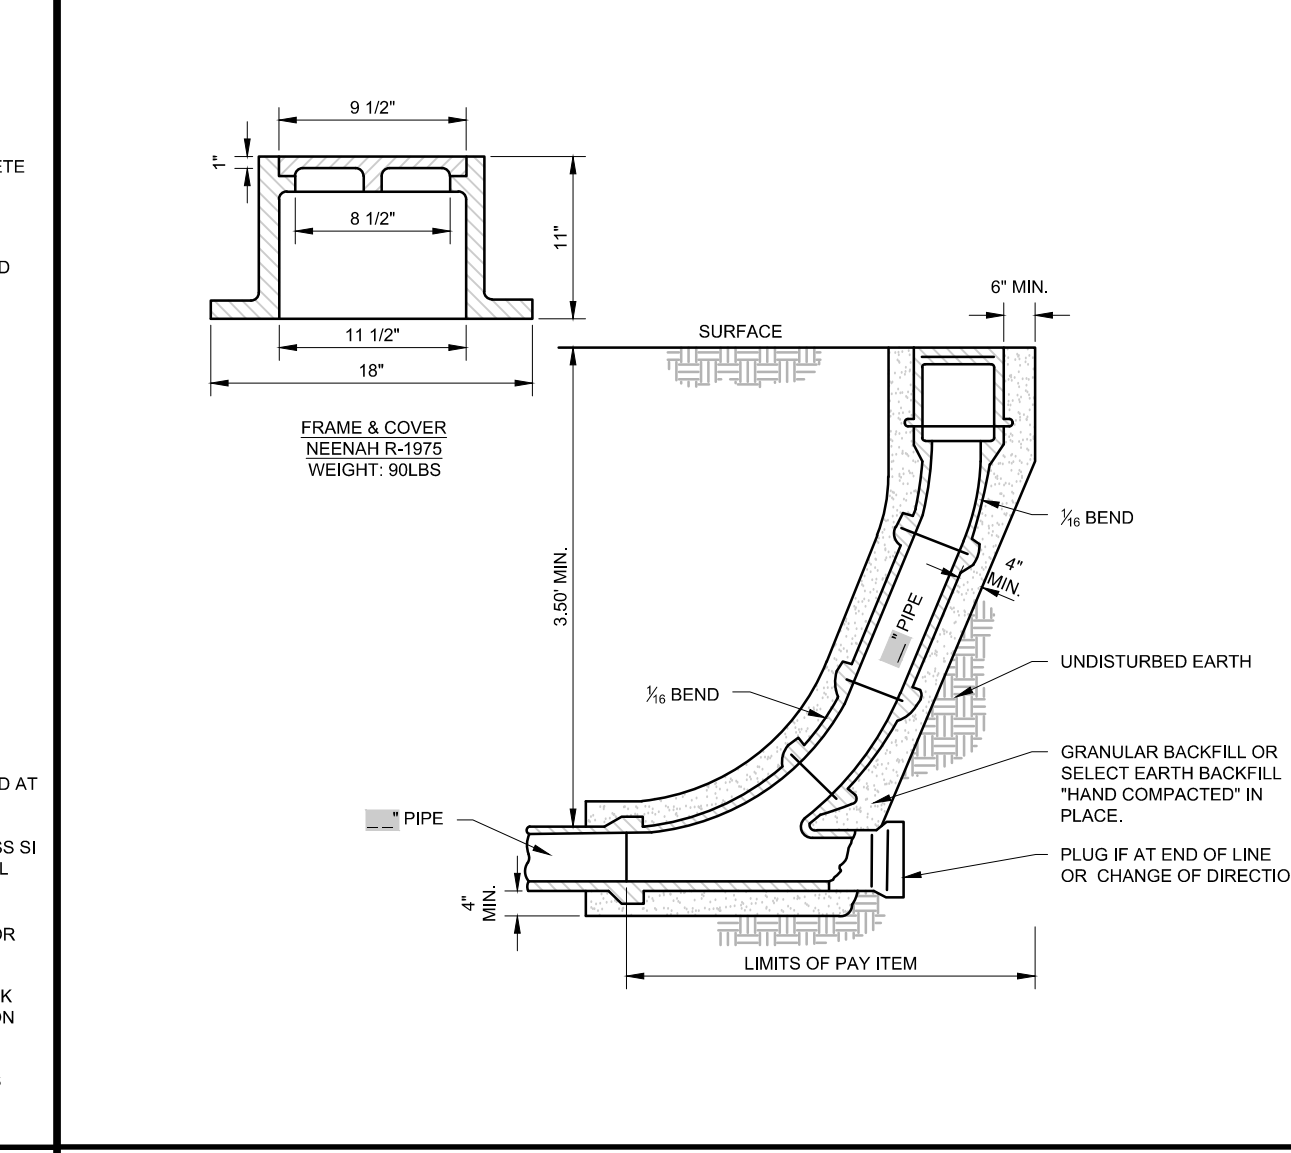 ETE
D
D AT
SS SI
L
OR
K
ON
9 1/2"
1"
8 1/2"
11"
11 1/2"
18"
FRAME & COVER
NEENAH R-1975
WEIGHT: 90LBS
6" MIN.
SURFACE
1/16 BEND
3.50' MIN.
4"
MIN.
__" PIPE
UNDISTURBED EARTH
1/16 BEND
GRANULAR BACKFILL OR
SELECT EARTH BACKFILL
"HAND COMPACTED" IN
PLACE.
__" PIPE
PLUG IF AT END OF LINE
OR CHANGE OF DIRECTIO
4"
MIN.
LIMITS OF PAY ITEM